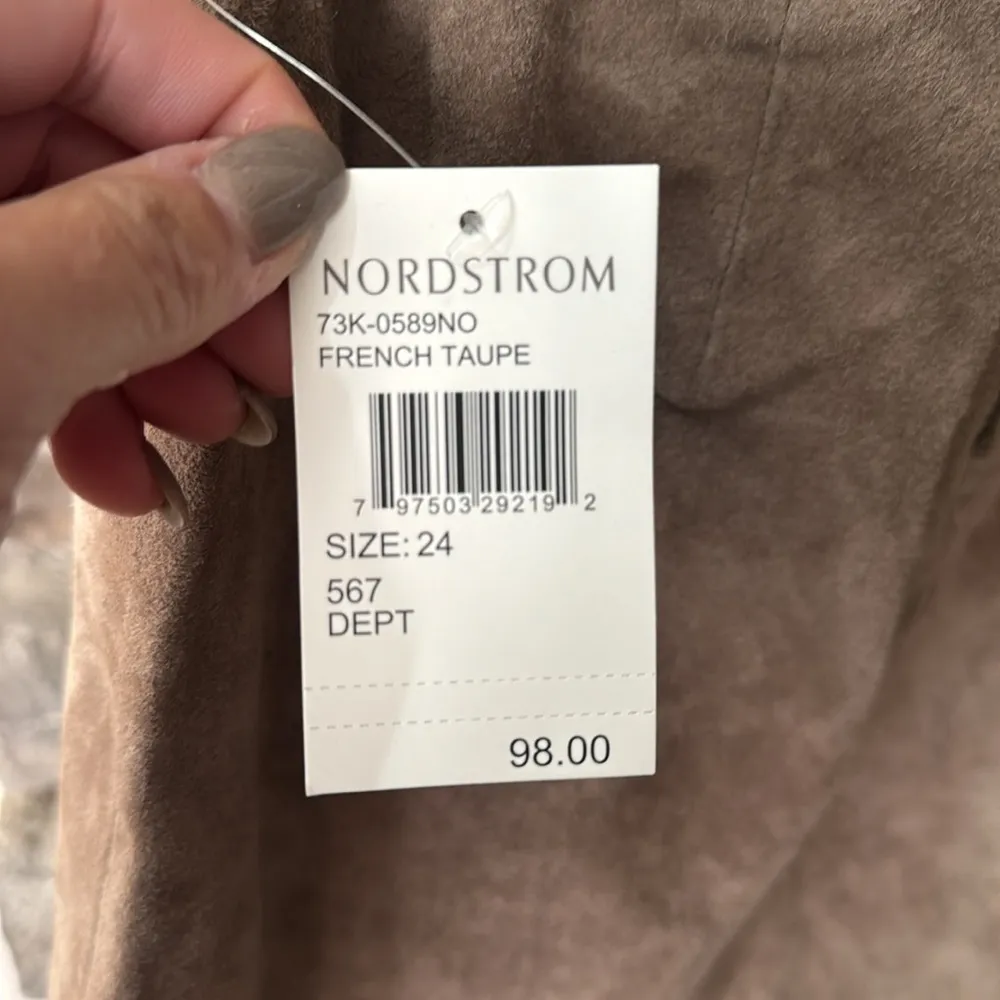 NORDSTROM
73K-0589NO
FRENCH TAUPE
7 97503 29219 2
SIZE: 24
567
DEPT
98.00